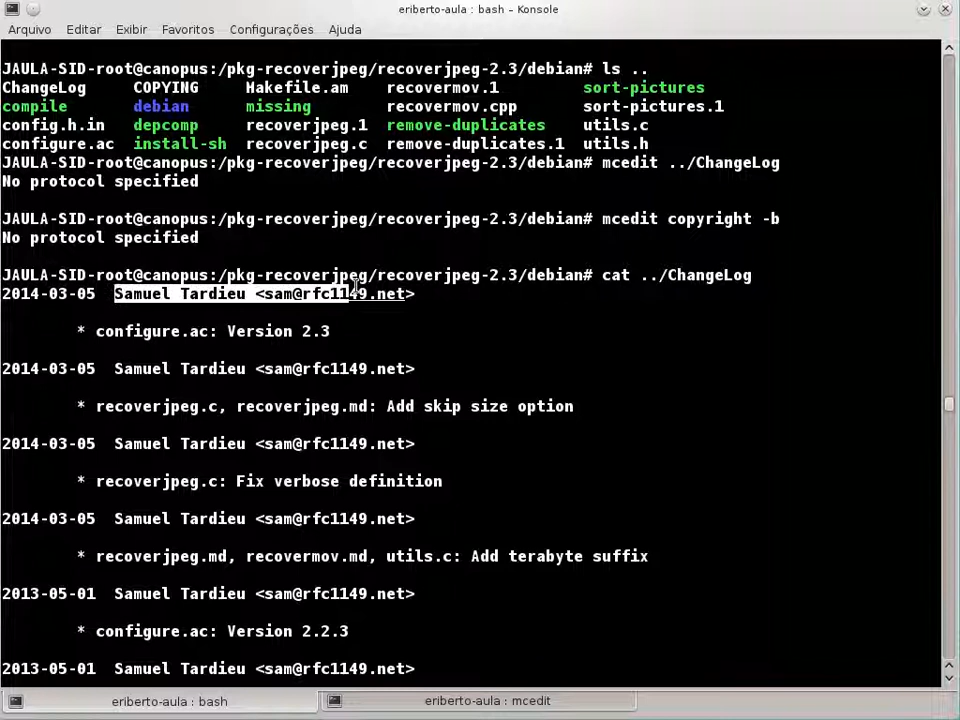 eriberto-aula : bash – Konsole
Arquivo Editar Exibir Favoritos Configurações Ajuda
JAULA-SID-root@canopus:/pkg-recoverjpeg/recoverjpeg-2.3/debian# ls ..
ChangeLog COPYING Makefile.am recovermov.1 sort-pictures
compile debian missing recovermov.cpp sort-pictures.1
config.h.in depcomp recoverjpeg.1 remove-duplicates utils.c
configure.ac install-sh recoverjpeg.c remove-duplicates.1 utils.h
JAULA-SID-root@canopus:/pkg-recoverjpeg/recoverjpeg-2.3/debian# mcedit ../ChangeLog
No protocol specified
JAULA-SID-root@canopus:/pkg-recoverjpeg/recoverjpeg-2.3/debian# mcedit copyright -b
No protocol specified
JAULA-SID-root@canopus:/pkg-recoverjpeg/recoverjpeg-2.3/debian# cat ../ChangeLog
2014-03-05 Samuel Tardieu <sam@rfc1149.net>
* configure.ac: Version 2.3
2014-03-05 Samuel Tardieu <sam@rfc1149.net>
* recoverjpeg.c, recoverjpeg.md: Add skip size option
2014-03-05 Samuel Tardieu <sam@rfc1149.net>
* recoverjpeg.c: Fix verbose definition
2014-03-05 Samuel Tardieu <sam@rfc1149.net>
* recoverjpeg.md, recovermov.md, utils.c: Add terabyte suffix
2013-05-01 Samuel Tardieu <sam@rfc1149.net>
* configure.ac: Version 2.2.3
2013-05-01 Samuel Tardieu <sam@rfc1149.net>
eriberto-aula : bash eriberto-aula : mcedit